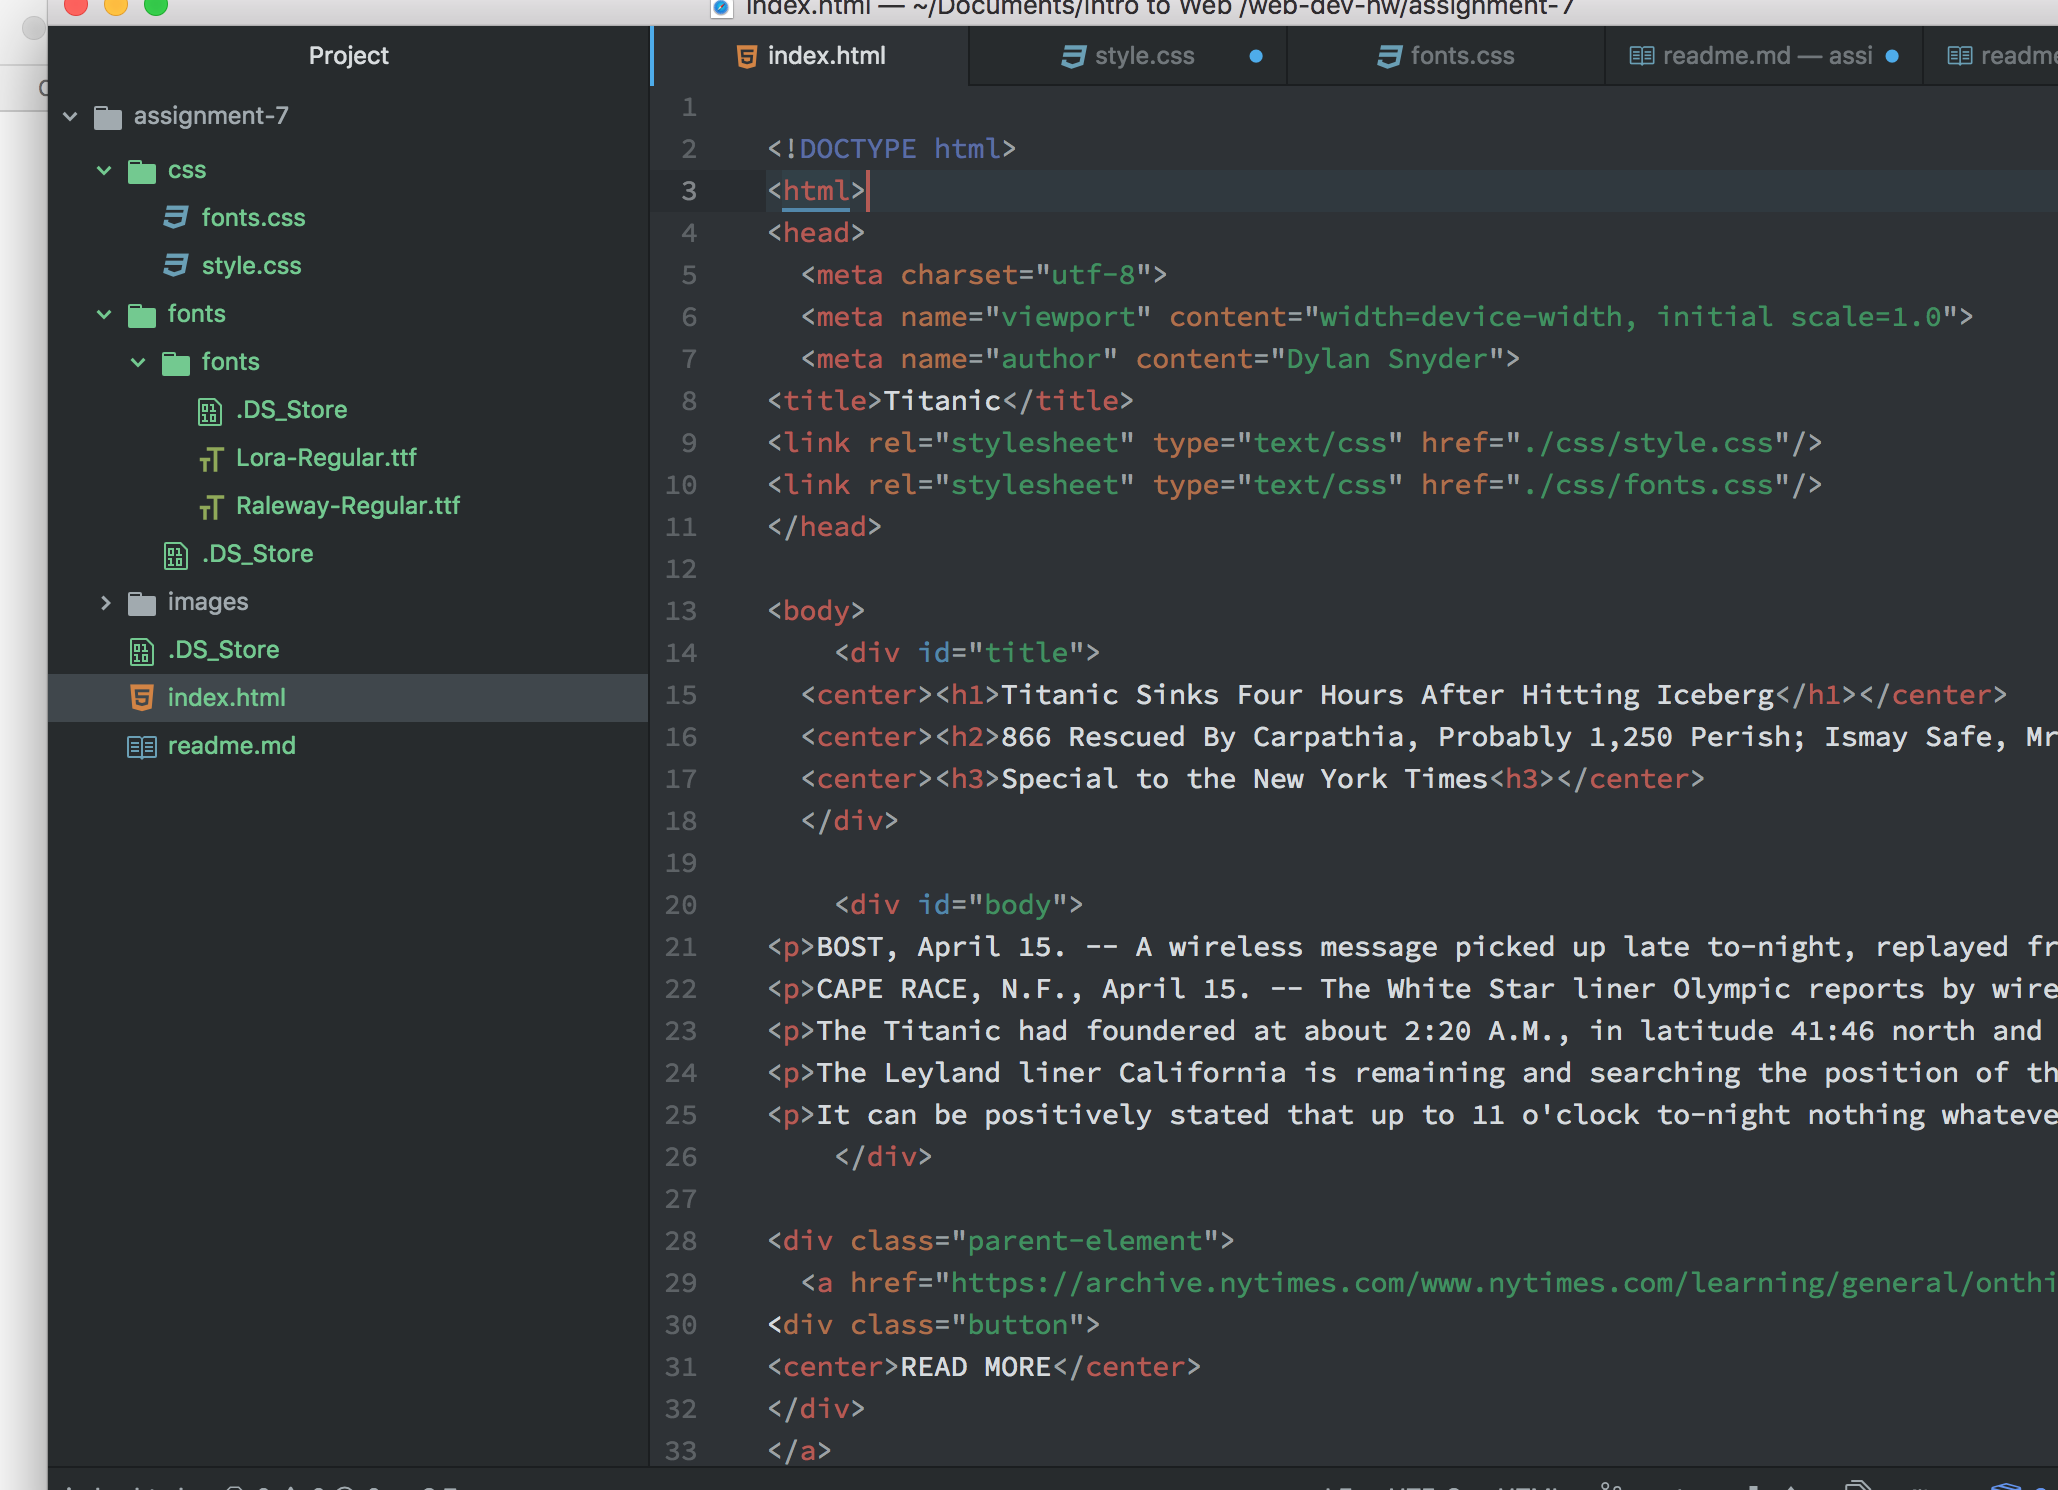 index.html — ~/Documents/Intro to Web /web-dev-hw/assignment-7
Project
index.html
style.css
fonts.css
readme.md — assi
readme
assignment-7
css
fonts.css
style.css
fonts
fonts
.DS_Store
Lora-Regular.ttf
Raleway-Regular.ttf
.DS_Store
images
.DS_Store
index.html
readme.md
1
2 <!DOCTYPE html>
3 <html>
4 <head>
5 <meta charset="utf-8">
6 <meta name="viewport" content="width=device-width, initial scale=1.0">
7 <meta name="author" content="Dylan Snyder">
8 <title>Titanic</title>
9 <link rel="stylesheet" type="text/css" href="./css/style.css"/>
10 <link rel="stylesheet" type="text/css" href="./css/fonts.css"/>
11 </head>
12
13 <body>
14 <div id="title">
15 <center><h1>Titanic Sinks Four Hours After Hitting Iceberg</h1></center>
16 <center><h2>866 Rescued By Carpathia, Probably 1,250 Perish; Ismay Safe, Mr
17 <center><h3>Special to the New York Times<h3></center>
18 </div>
19
20 <div id="body">
21 <p>BOST, April 15. -- A wireless message picked up late to-night, replayed fr
22 <p>CAPE RACE, N.F., April 15. -- The White Star liner Olympic reports by wire
23 <p>The Titanic had foundered at about 2:20 A.M., in latitude 41:46 north and
24 <p>The Leyland liner California is remaining and searching the position of th
25 <p>It can be positively stated that up to 11 o'clock to-night nothing whateve
26 </div>
27
28 <div class="parent-element">
29 <a href="https://archive.nytimes.com/www.nytimes.com/learning/general/onthi
30 <div class="button">
31 <center>READ MORE</center>
32 </div>
33 </a>